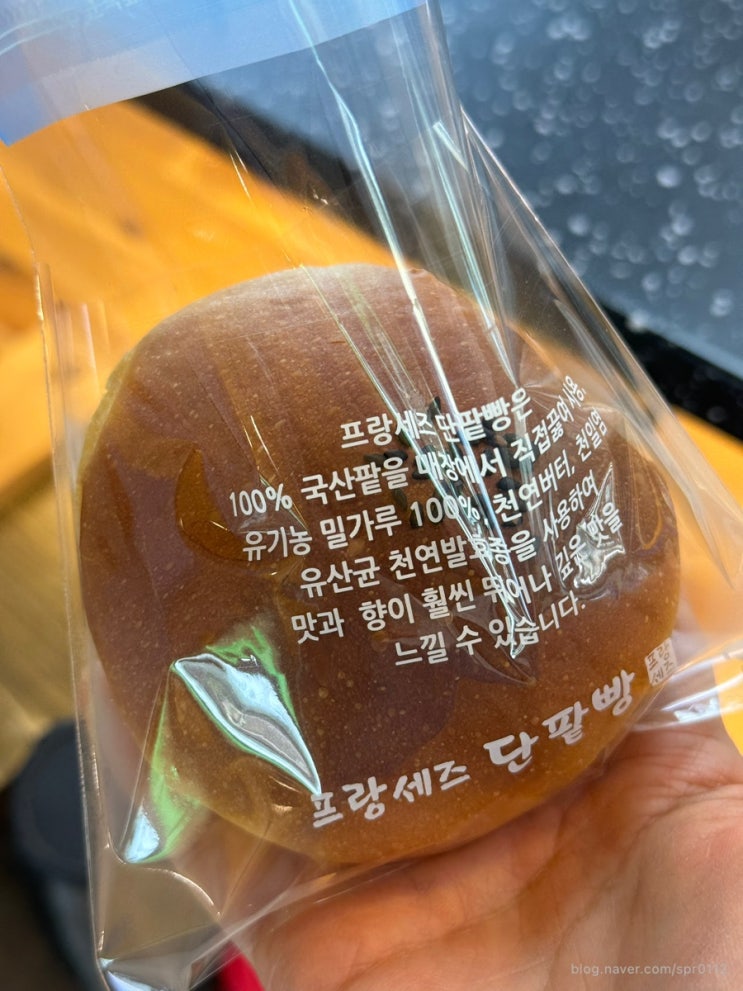 프랑세즈 단팥빵은
100% 국산팥을 매장에서 직접끓여 사용
유기농 밀가루 100%, 천연버터, 천일염
유산균 천연발효종을 사용하여
맛과 향이 훨씬 뛰어나 깊은 맛을
느낄 수 있습니다.
프랑세즈 단팥빵 프랑세즈
blog.naver.com/spr0112